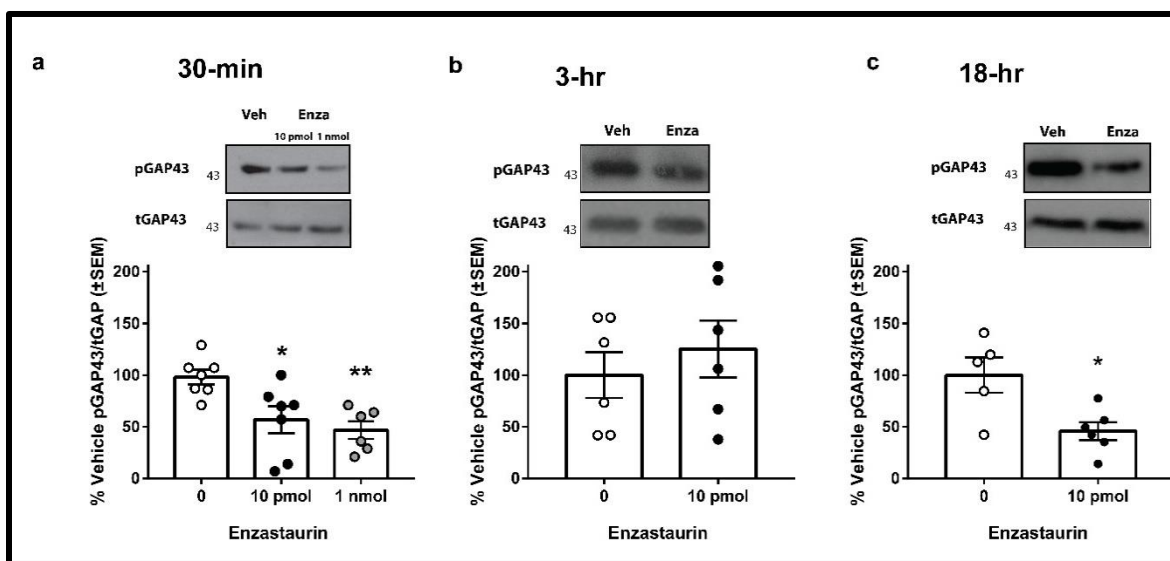 a
30-min
Veh Enza
10 pmol 1 nmol
pGAP43 43
tGAP43 43
% Vehicle pGAP43/tGAP (±SEM)
200
150
100
50
0
*
**
0 10 pmol 1 nmol
Enzastaurin
b
3-hr
Veh Enza
pGAP43 43
tGAP43 43
% Vehicle pGAP43/tGAP (±SEM)
200
150
100
50
0
0 10 pmol
Enzastaurin
c
18-hr
Veh Enza
pGAP43 43
tGAP43 43
% Vehicle pGAP43/tGAP (±SEM)
200
150
100
50
0
*
0 10 pmol
Enzastaurin